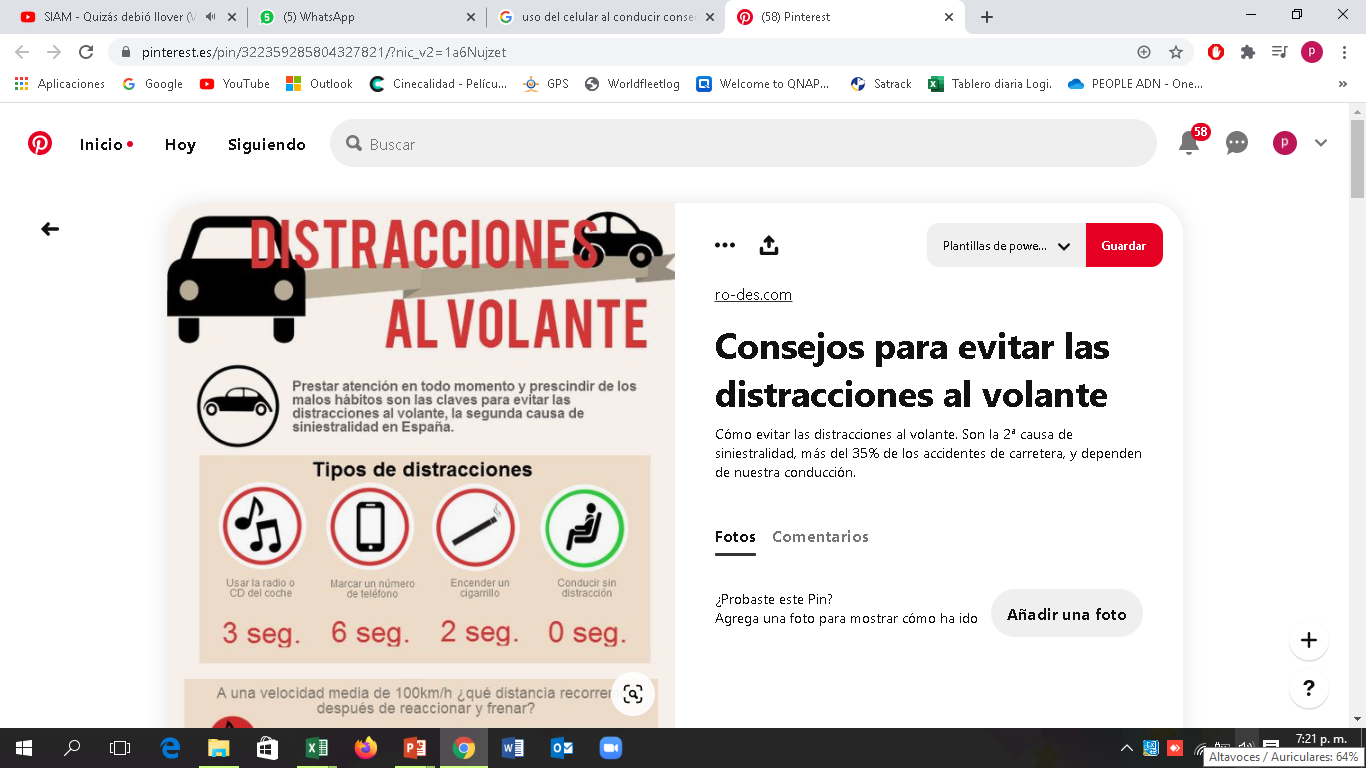 SIAM - Quizás debió llover (V
(5) WhatsApp
uso del celular al conducir conse
(58) Pinterest
pinterest.es/pin/322359285804327821/?nic_v2=1a6Nujzet
P
Aplicaciones
Google
YouTube
Outlook
Cinecalidad - Pelícu...
GPS
Worldfleetlog
Welcome to QNAP...
Satrack
Tablero diaria Logi.
PEOPLE ADN - One...
Inicio
Hoy
Siguiendo
Buscar
58
P
DISTRACCIONES
AL VOLANTE
Prestar atención en todo momento y prescindir de los
malos hábitos son las claves para evitar las
distracciones al volante, la segunda causa de
siniestralidad en España.
Tipos de distracciones
Usar la radio o
CD del coche
Marcar un número
de teléfono
Encender un
cigarrillo
Conducir sin
distracción
3 seg.
6 seg.
2 seg.
0 seg.
A una velocidad media de 100km/h ¿qué distancia recorrem
después de reaccionar y frenar?
Plantillas de powe...
Guardar
ro-des.com
Consejos para evitar las
distracciones al volante
Cómo evitar las distracciones al volante. Son la 2ª causa de
siniestralidad, más del 35% de los accidentes de carretera, y dependen
de nuestra conducción.
Fotos
Comentarios
¿Probaste este Pin?
Agrega una foto para mostrar cómo ha ido
Añadir una foto
+
?
7:21 p. m.
Altavoces / Auriculares: 64%